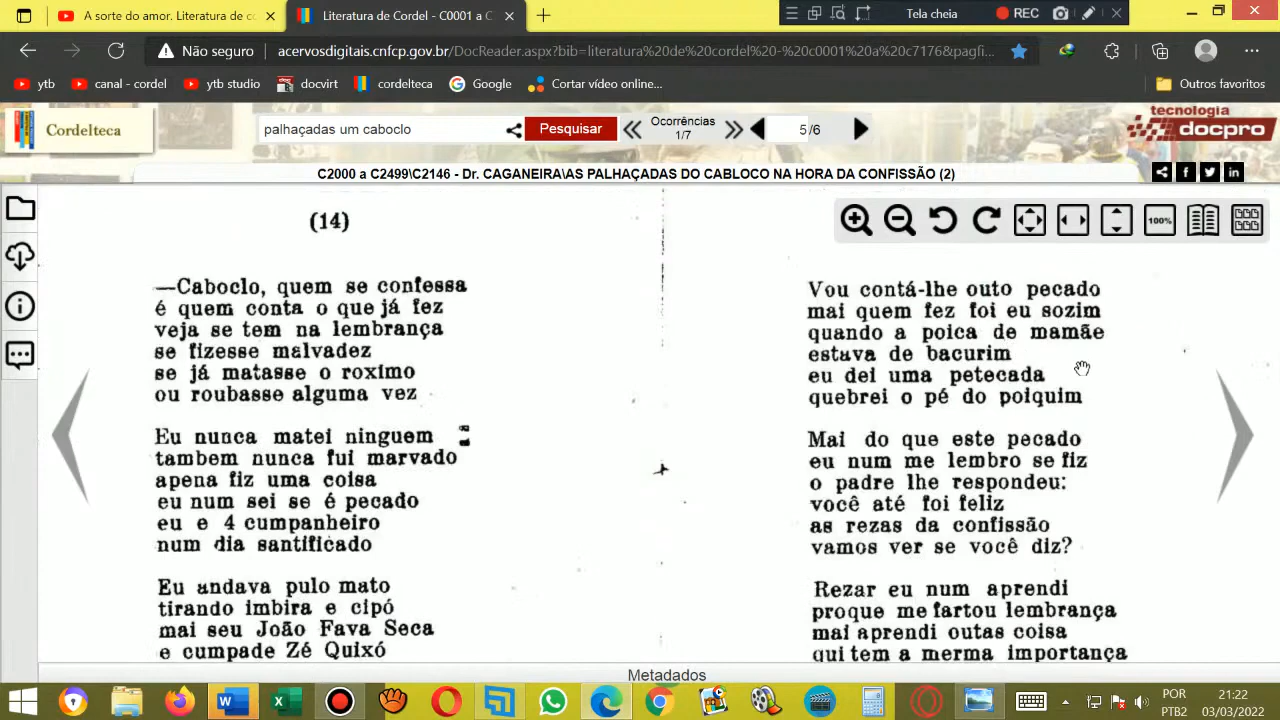 A sorte do amor. Literatura de co
Literatura de Cordel - C0001 a C
Tela cheia
REC
Não seguro
acervosdigitais.cnfcp.gov.br/DocReader.aspx?bib=literatura%20de%20cordel%20-%20c0001%20a%20c7176&pagfi...
ytb
canal - cordel
ytb studio
docvirt
cordelteca
Google
Cortar vídeo online...
Outros favoritos
Cordelteca
palhaçadas um caboclo
Pesquisar
Ocorrências
1/7
5/6
tecnologia
docpro
C2000 a C2499\C2146 - Dr. CAGANEIRA\AS PALHAÇADAS DO CABLOCO NA HORA DA CONFISSÃO (2)
100%
(14)
—Caboclo, quem se confessa
é quem conta o que já fez
veja se tem na lembrança
se fizesse malvadez
se já matasse o roximo
ou roubasse alguma vez
Eu nunca matei ninguem
tambem nunca fui marvado
apena fiz uma coisa
eu num sei se é pecado
eu e 4 cumpanheiro
num dia santificado
Eu andava pulo mato
tirando imbira e cipó
mai seu João Fava Seca
e cumpade Zé Quixó
Vou contá-lhe outo pecado
mai quem fez foi eu sozim
quando a poica de mamãe
estava de bacurim
eu dei uma petecada
quebrei o pé do poiquim
Mai do que este pecado
eu num me lembro se fiz
o padre lhe respondeu:
você até foi feliz
as rezas da confissão
vamos ver se você diz?
Rezar eu num aprendi
proque me fartou lembrança
mai aprendi outas coisa
qui tem a merma importança
Metadados
POR
PTB2
21:22
03/03/2022